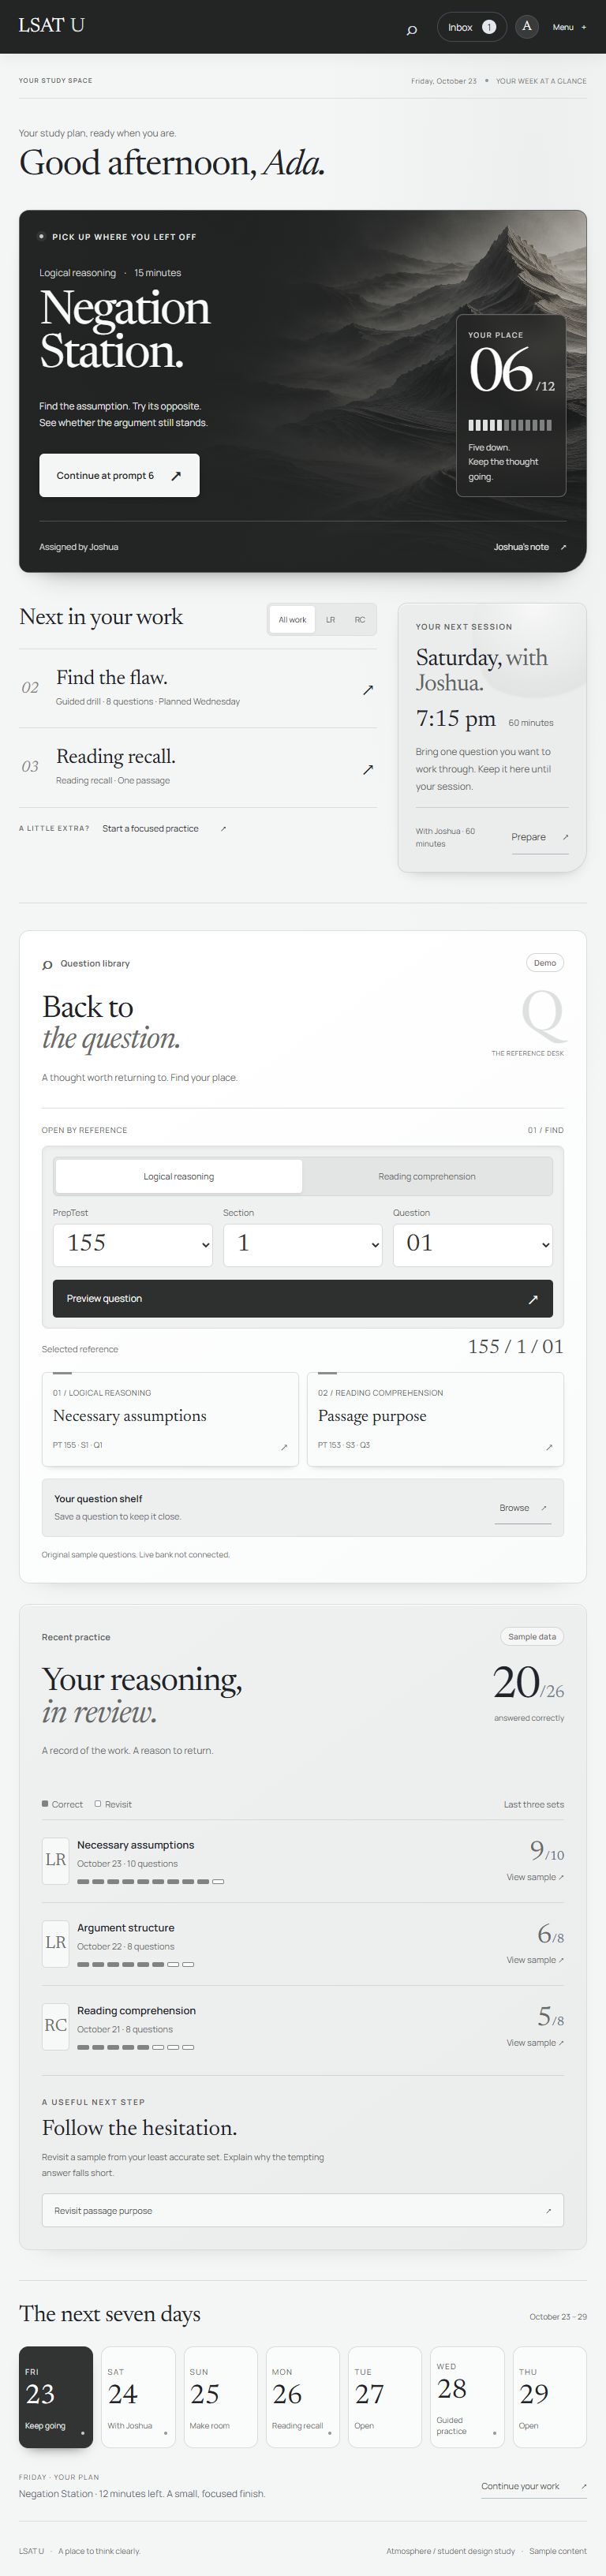 LSAT U
Inbox 1
A
Menu +
YOUR STUDY SPACE
Friday, October 23 • YOUR WEEK AT A GLANCE
Your study plan, ready when you are.
Good afternoon, Ada.
PICK UP WHERE YOU LEFT OFF
Logical reasoning · 15 minutes
Negation
Station.
Find the assumption. Try its opposite.
See whether the argument still stands.
Continue at prompt 6 ↗
YOUR PLACE
06/12
Five down.
Keep the thought
going.
Assigned by Joshua
Joshua's note ↗
Next in your work
All work LR RC
02 Find the flaw. ↗
Guided drill · 8 questions · Planned Wednesday
03 Reading recall. ↗
Reading recall · One passage
A LITTLE EXTRA? Start a focused practice ↗
YOUR NEXT SESSION
Saturday, with
Joshua.
7:15 pm 60 minutes
Bring one question you want to
work through. Keep it here until
your session.
With Joshua · 60
minutes
Prepare ↗
Question library
Demo
Back to
the question.
Q
THE REFERENCE DESK
A thought worth returning to. Find your place.
OPEN BY REFERENCE
01 / FIND
Logical reasoning Reading comprehension
PrepTest Section Question
155 1 01
Preview question ↗
Selected reference
155 / 1 / 01
01 / LOGICAL REASONING
Necessary assumptions
PT 155 · S1 · Q1 ↗
02 / READING COMPREHENSION
Passage purpose
PT 153 · S3 · Q3 ↗
Your question shelf
Save a question to keep it close.
Browse ↗
Original sample questions. Live bank not connected.
Recent practice
Sample data
Your reasoning,
in review.
20/26
answered correctly
A record of the work. A reason to return.
Correct Revisit
Last three sets
LR
Necessary assumptions
October 23 · 10 questions
9/10
View sample ↗
LR
Argument structure
October 22 · 8 questions
6/8
View sample ↗
RC
Reading comprehension
October 21 · 8 questions
5/8
View sample ↗
A USEFUL NEXT STEP
Follow the hesitation.
Revisit a sample from your least accurate set. Explain why the tempting
answer falls short.
Revisit passage purpose ↗
The next seven days
October 23 – 29
FRI
23
Keep going
SAT
24
With Joshua
SUN
25
Make room
MON
26
Reading recall
TUE
27
Open
WED
28
Guided
practice
THU
29
Open
FRIDAY · YOUR PLAN
Negation Station · 12 minutes left. A small, focused finish.
Continue your work ↗
LSAT U · A place to think clearly.
Atmosphere / student design study · Sample content